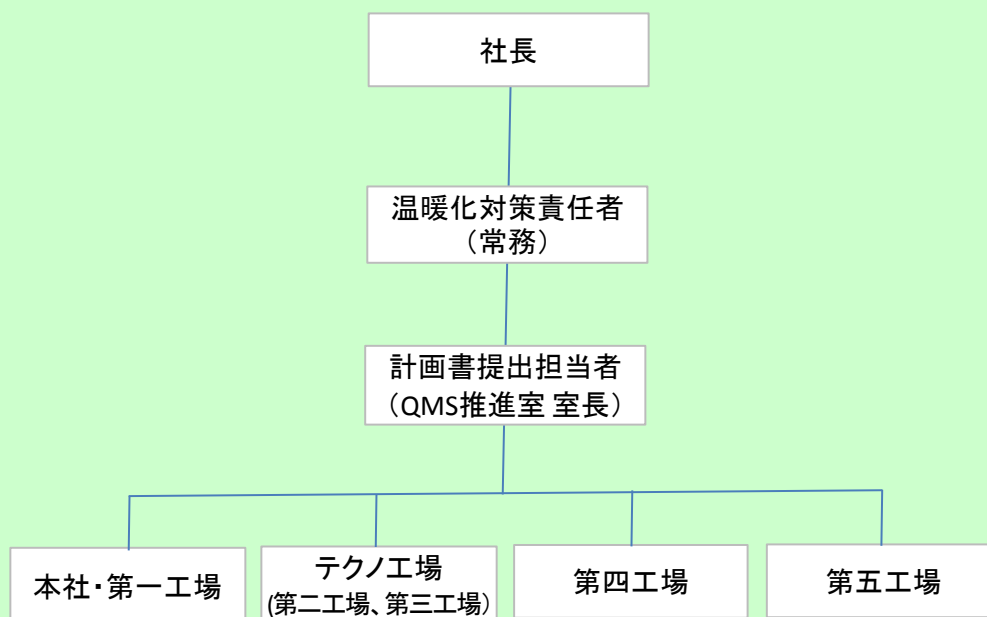 社長
温暖化対策責任者
（常務）
計画書提出担当者
（QMS推進室 室長）
本社・第一工場
テクノ工場
(第二工場、第三工場）
第四工場
第五工場